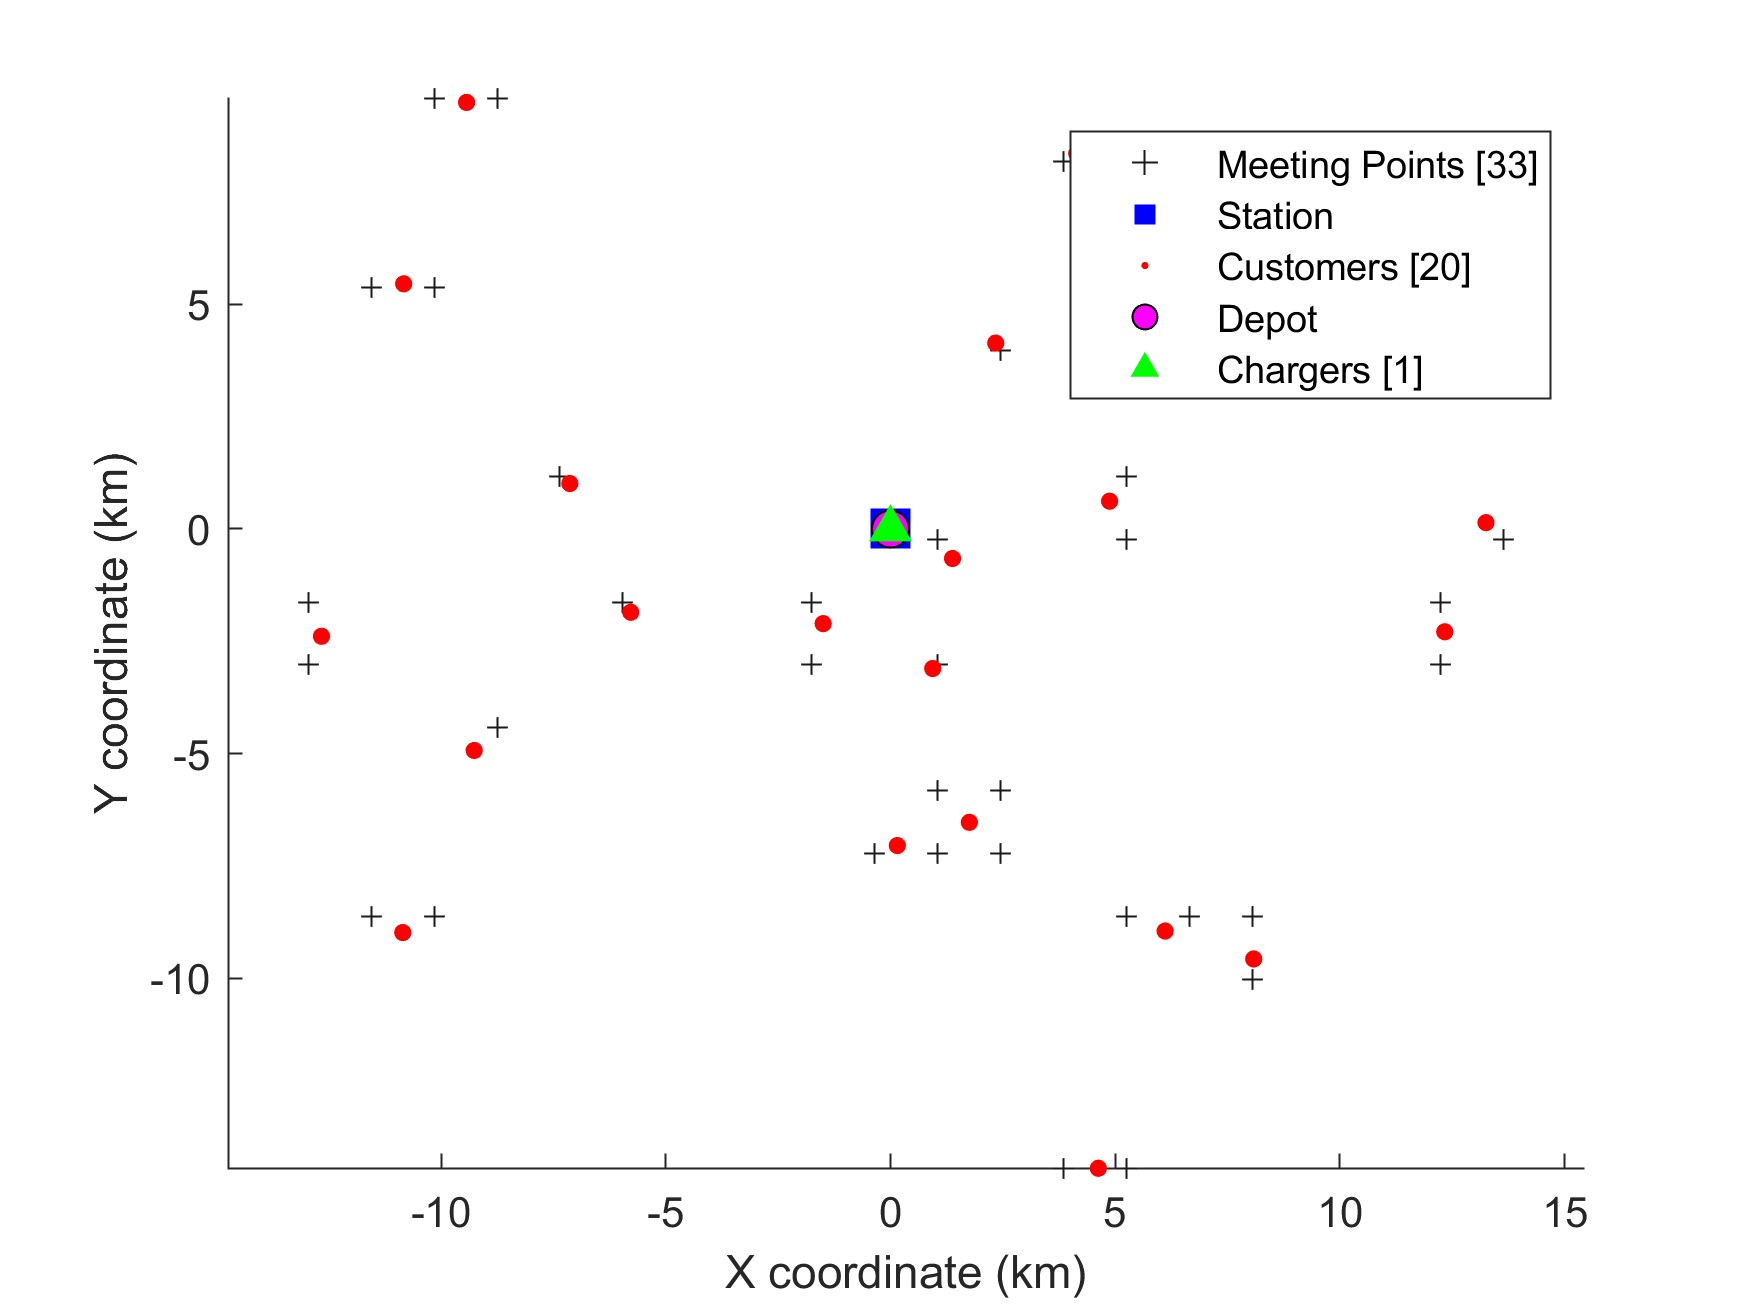 Meeting Points [33]
Station
Customers [20]
Depot
Chargers [1]
5
0
-5
-10
Y coordinate (km)
-10
-5
0
5
10
15
X coordinate (km)